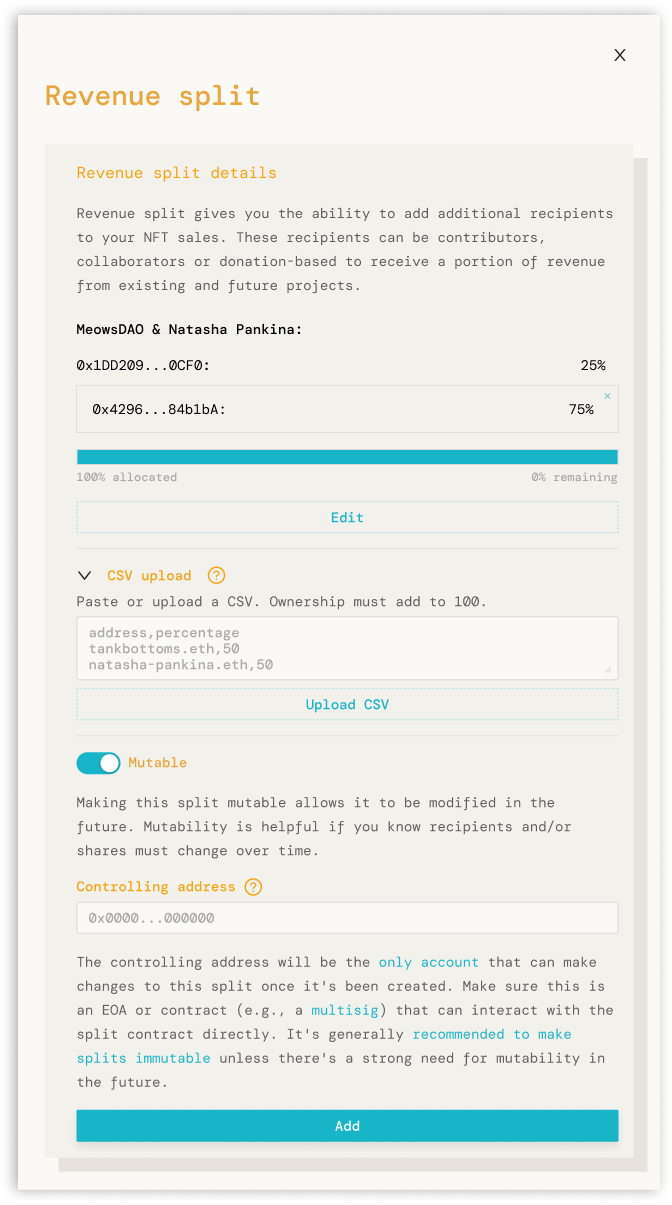 X
Revenue split
Revenue split details
Revenue split gives you the ability to add additional recipients
to your NFT sales. These recipients can be contributors,
collaborators or donation-based to receive a portion of revenue
from existing and future projects.
MeowsDAO & Natasha Pankina:
0x1DD209...0CF0: 25%
×
0x4296...84b1bA: 75%
100% allocated 0% remaining
Edit
CSV upload ?
Paste or upload a CSV. Ownership must add to 100.
address,percentage
tankbottoms.eth,50
natasha-pankina.eth,50
Upload CSV
Mutable
Making this split mutable allows it to be modified in the
future. Mutability is helpful if you know recipients and/or
shares must change over time.
Controlling address ?
0x0000...000000
The controlling address will be the only account that can make
changes to this split once it's been created. Make sure this is
an EOA or contract (e.g., a multisig) that can interact with the
split contract directly. It's generally recommended to make
splits immutable unless there's a strong need for mutability in
the future.
Add